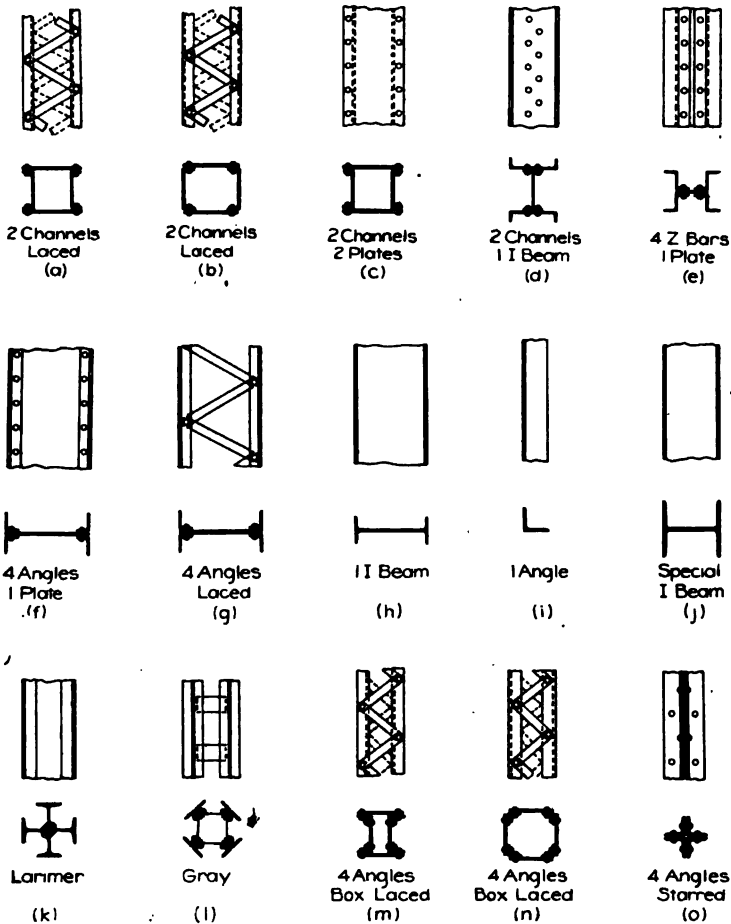 2 Channels
Laced
(a)
2 Channels
Laced
(b)
2 Channels
2 Plates
(c)
2 Channels
1 I Beam
(d)
4 Z Bars
1 Plate
(e)
4 Angles
1 Plate
(f)
4 Angles
Laced
(g)
1 I Beam
(h)
1 Angle
(i)
Special
I Beam
(j)
Larimer
(k)
Gray
(l)
4 Angles
Box Laced
(m)
4 Angles
Box Laced
(n)
4 Angles
Starred
(o)